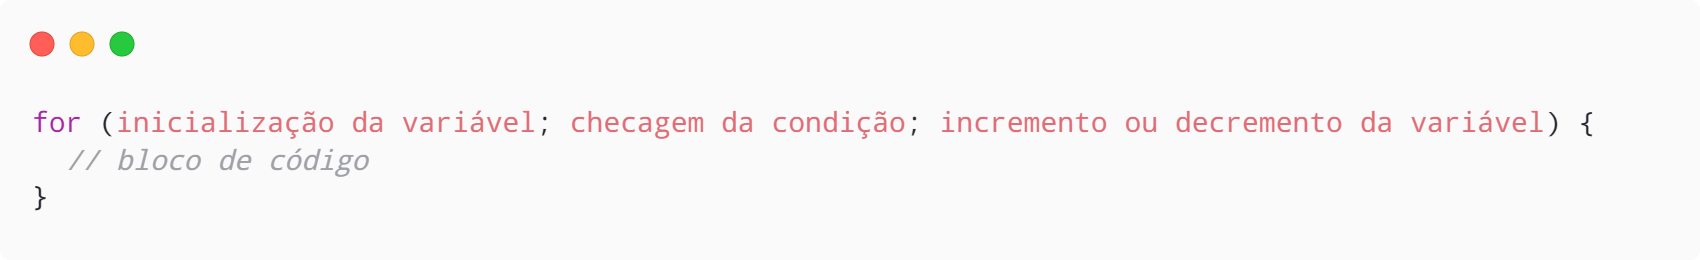 for (inicialização da variável; checagem da condição; incremento ou decremento da variável) {
  // bloco de código
}